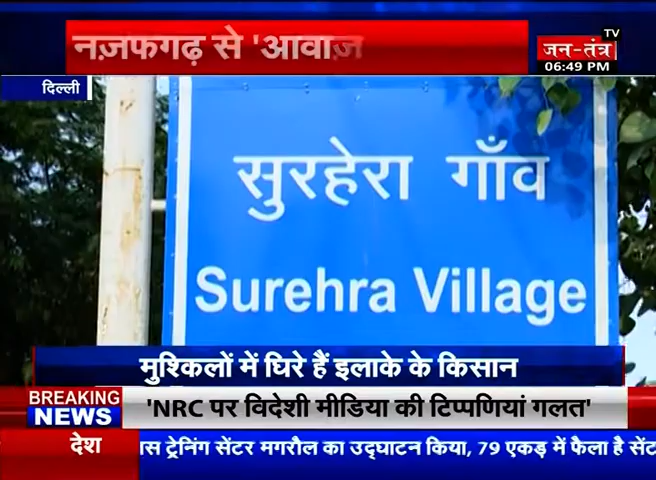 नज़फगढ़ से 'आवाज़
TV
जन-तंत्र
06:49 PM
दिल्ली
सुरहेरा गाँव
Surehra Village
मुश्किलों में घिरे हैं इलाके के किसान
BREAKING
NEWS
'NRC पर विदेशी मीडिया की टिप्पणियां गलत'
देश
ास ट्रेनिंग सेंटर मगरौल का उद्घाटन किया, 79 एकड़ में फैला है सेंट